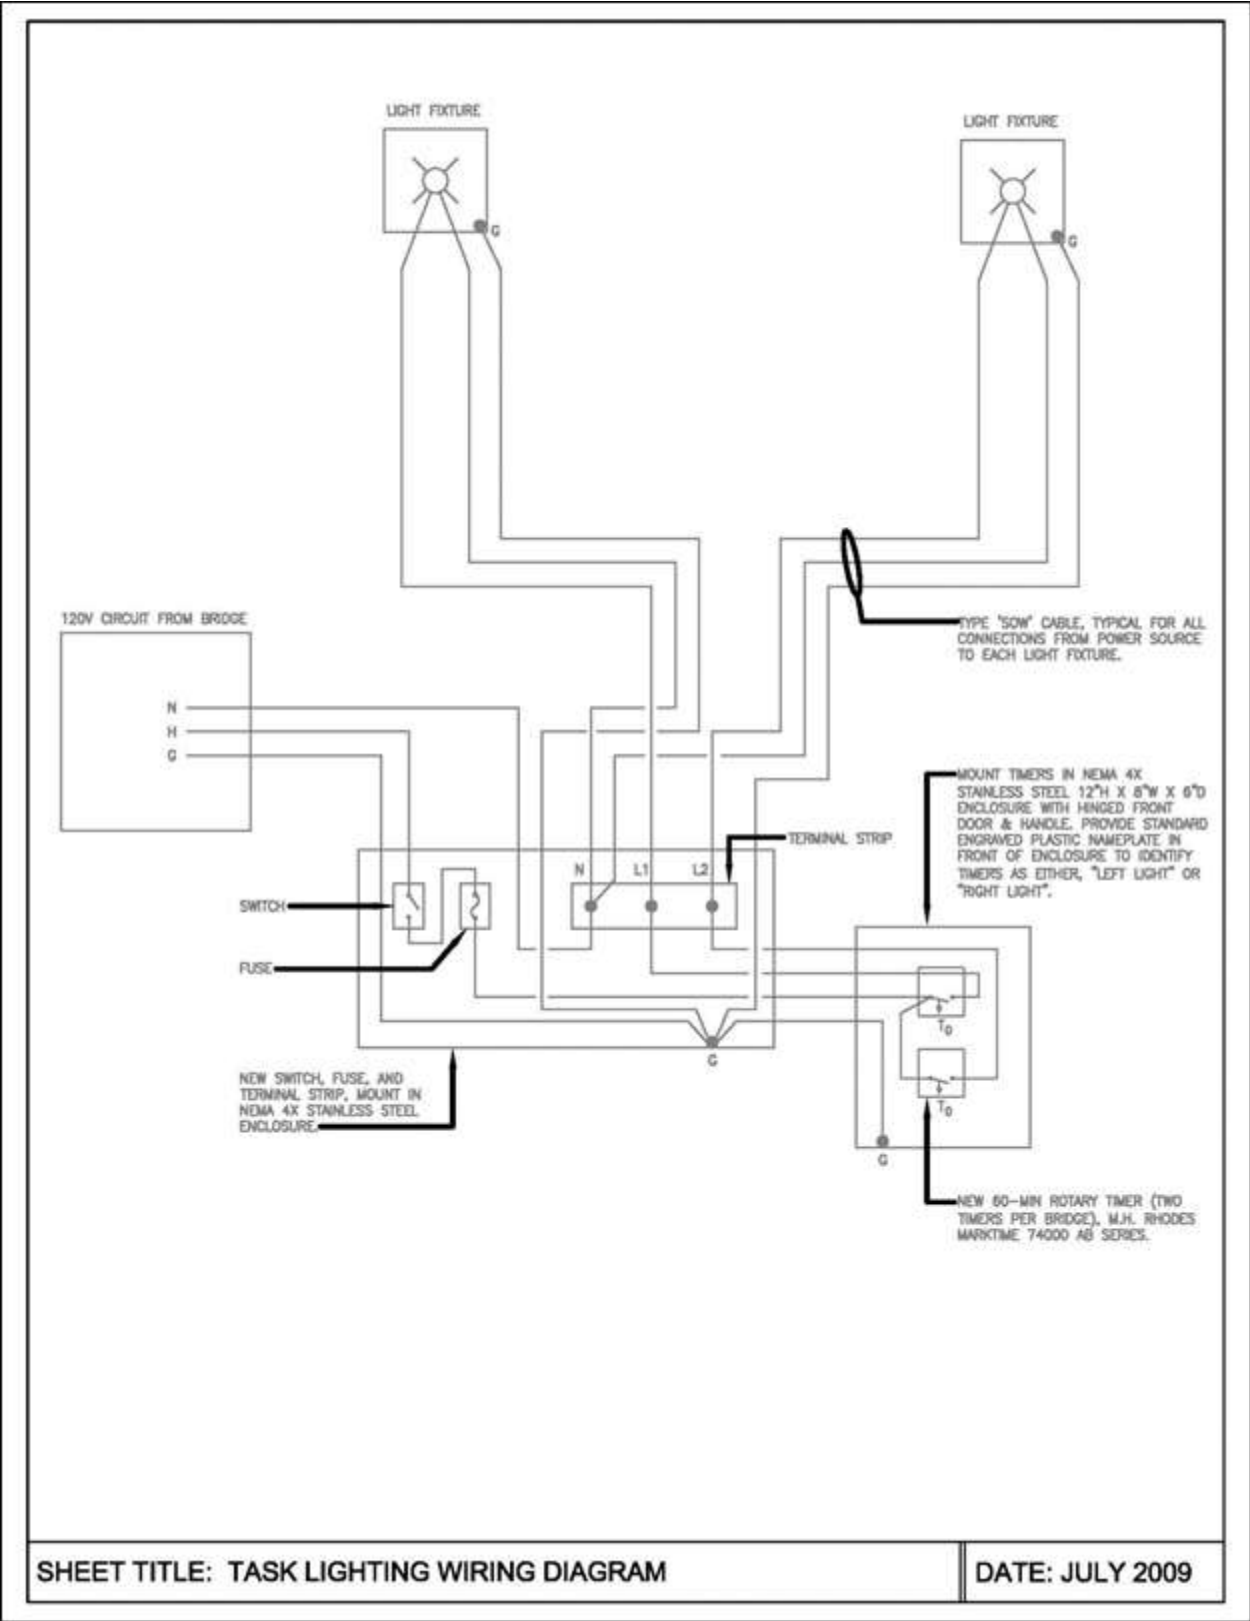 LIGHT FIXTURE
LIGHT FIXTURE
G
G
120V CIRCUIT FROM BRIDGE
TYPE 'SOW' CABLE, TYPICAL FOR ALL
CONNECTIONS FROM POWER SOURCE
TO EACH LIGHT FIXTURE.
N
H
G
MOUNT TIMERS IN NEMA 4X
STAINLESS STEEL 12"H X 8"W X 6"D
ENCLOSURE WITH HINGED FRONT
DOOR & HANDLE. PROVIDE STANDARD
ENGRAVED PLASTIC NAMEPLATE IN
FRONT OF ENCLOSURE TO IDENTIFY
TIMERS AS EITHER, "LEFT LIGHT" OR
"RIGHT LIGHT".
TERMINAL STRIP
N
L1
L2
SWITCH
FUSE
TO
G
NEW SWITCH, FUSE, AND
TERMINAL STRIP, MOUNT IN
NEMA 4X STAINLESS STEEL
ENCLOSURE.
TO
G
NEW 60-MIN ROTARY TIMER (TWO
TIMERS PER BRIDGE), M.H. RHODES
MARKTIME 74000 AB SERIES.
SHEET TITLE: TASK LIGHTING WIRING DIAGRAM
DATE: JULY 2009